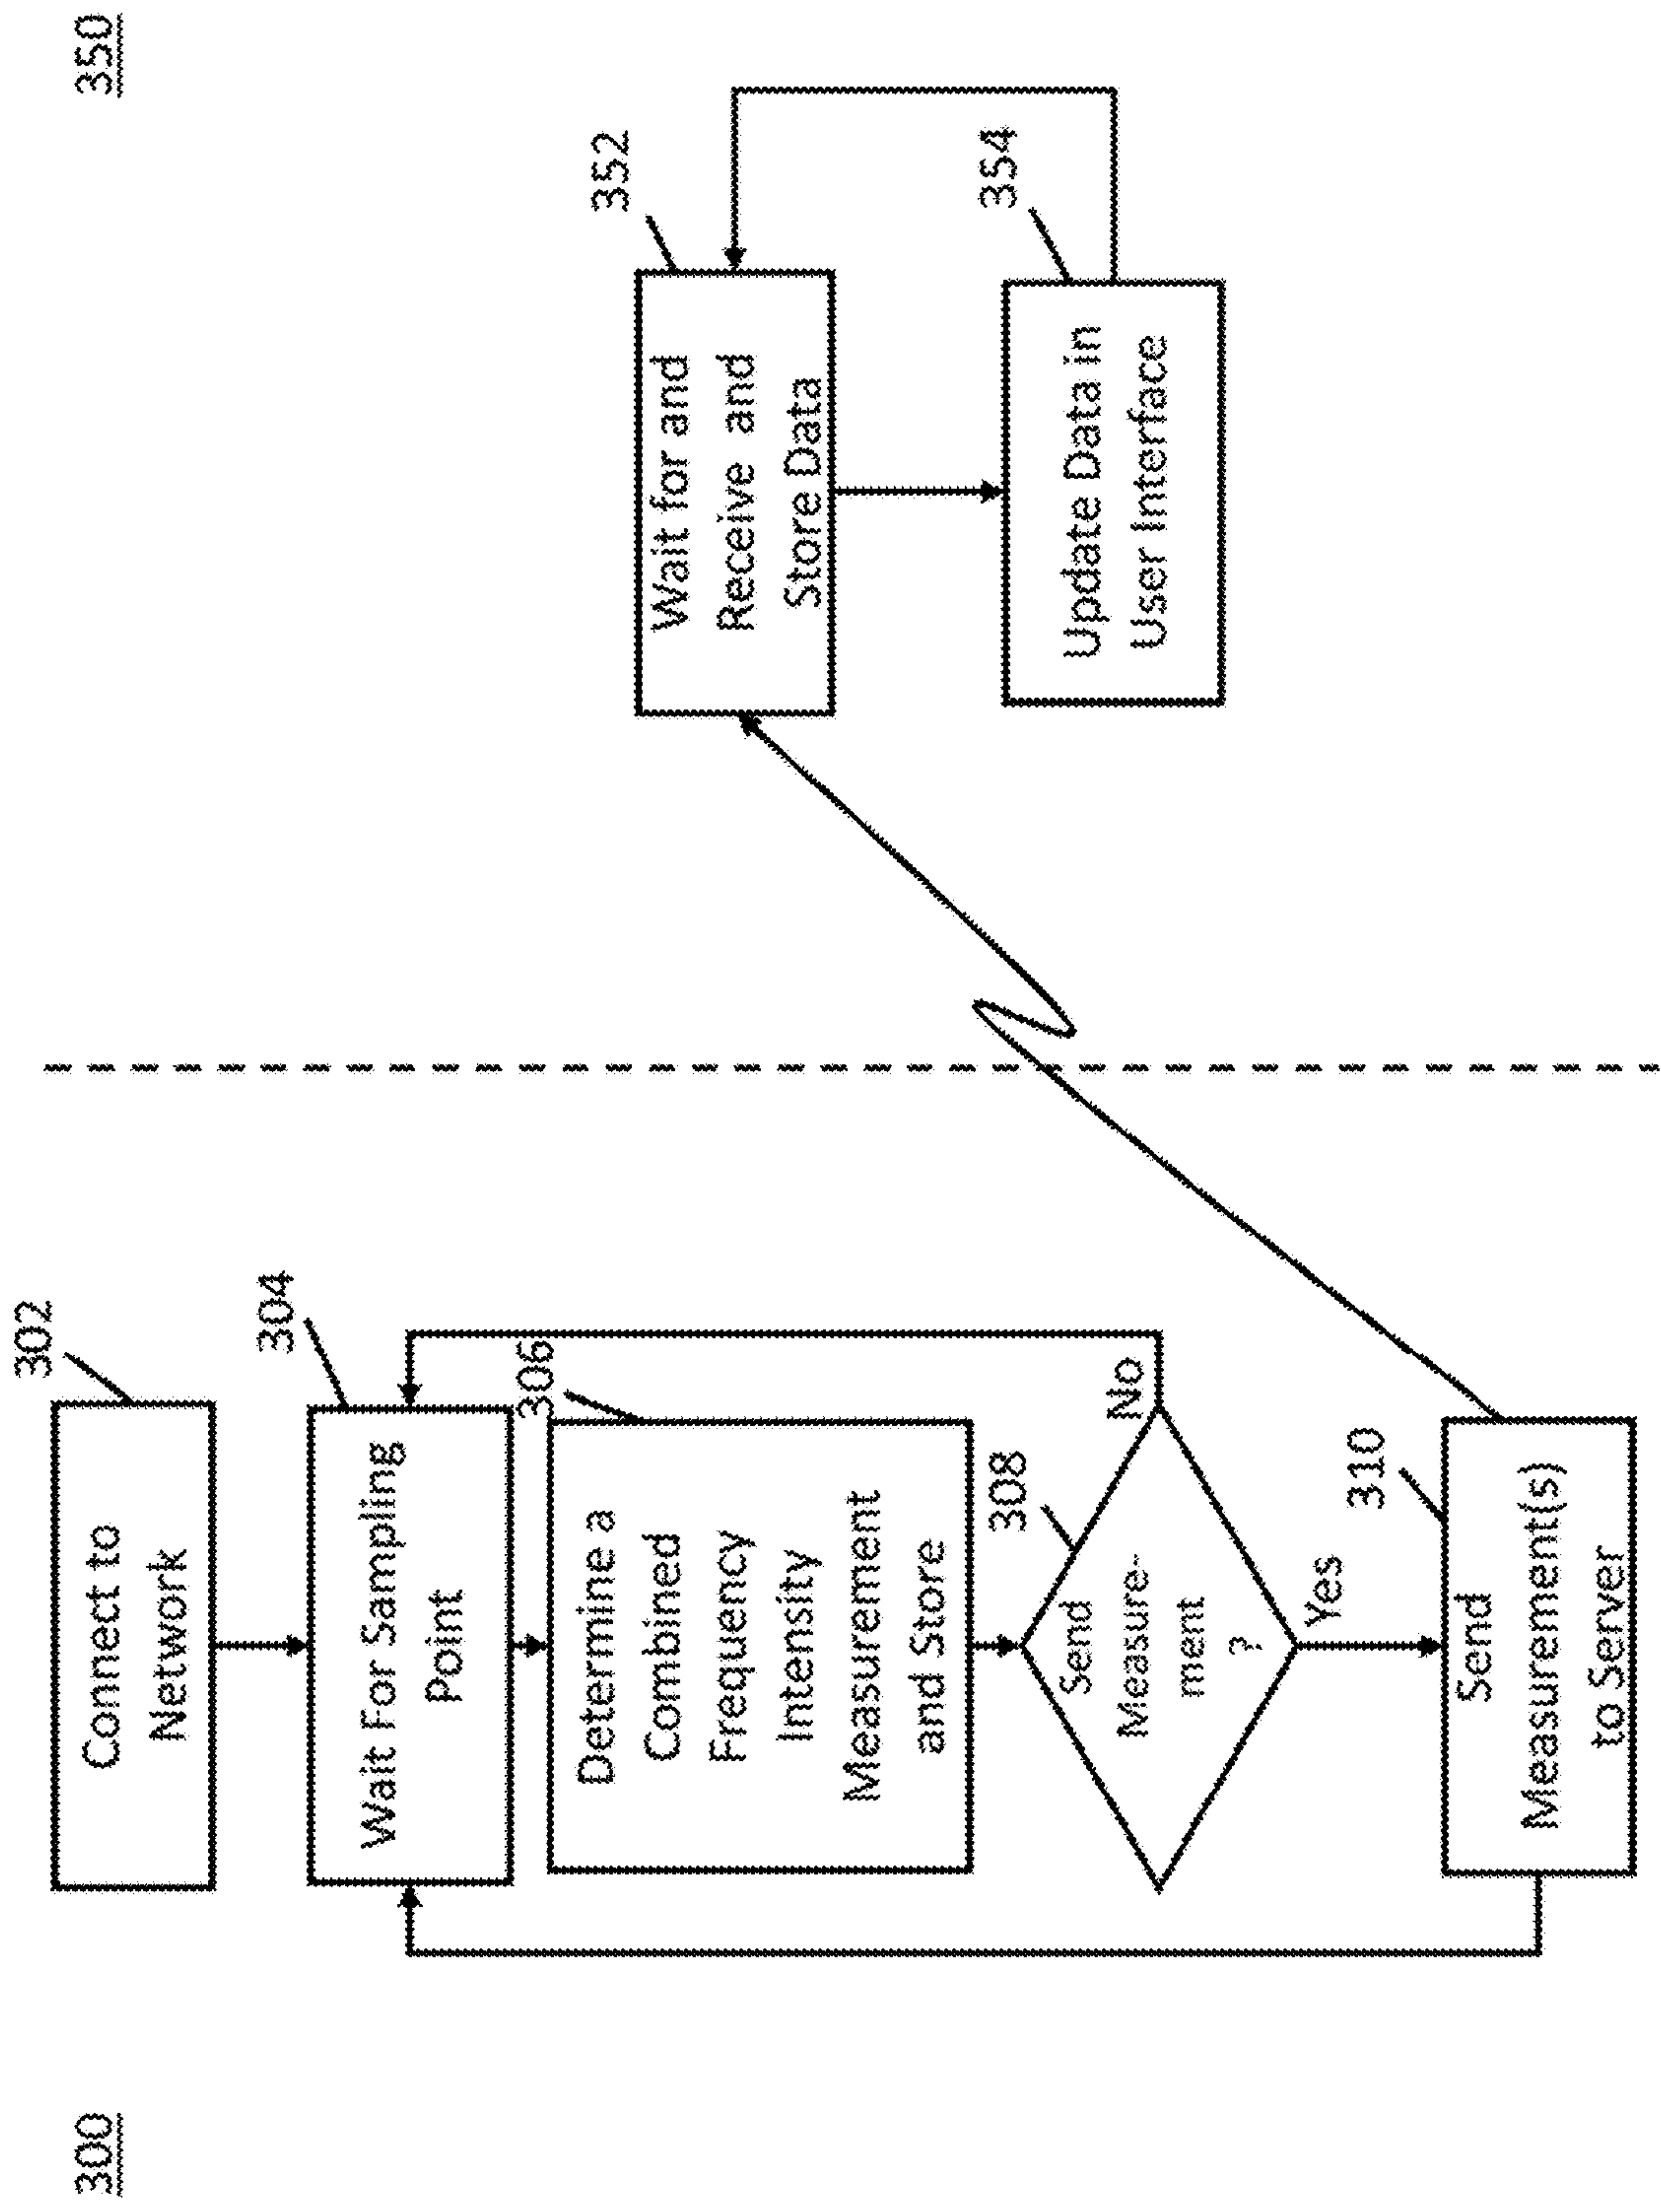 300
302
Connect to
Network
304
Wait For Sampling
Point
306
Determine a
Combined
Frequency
Intensity
Measurement
and Store
308
Send
Measure-
ment
?
No
Yes
310
Send
Measurement(s)
to Server
350
352
Wait for and
Receive and
Store Data
354
Update Data in
User Interface